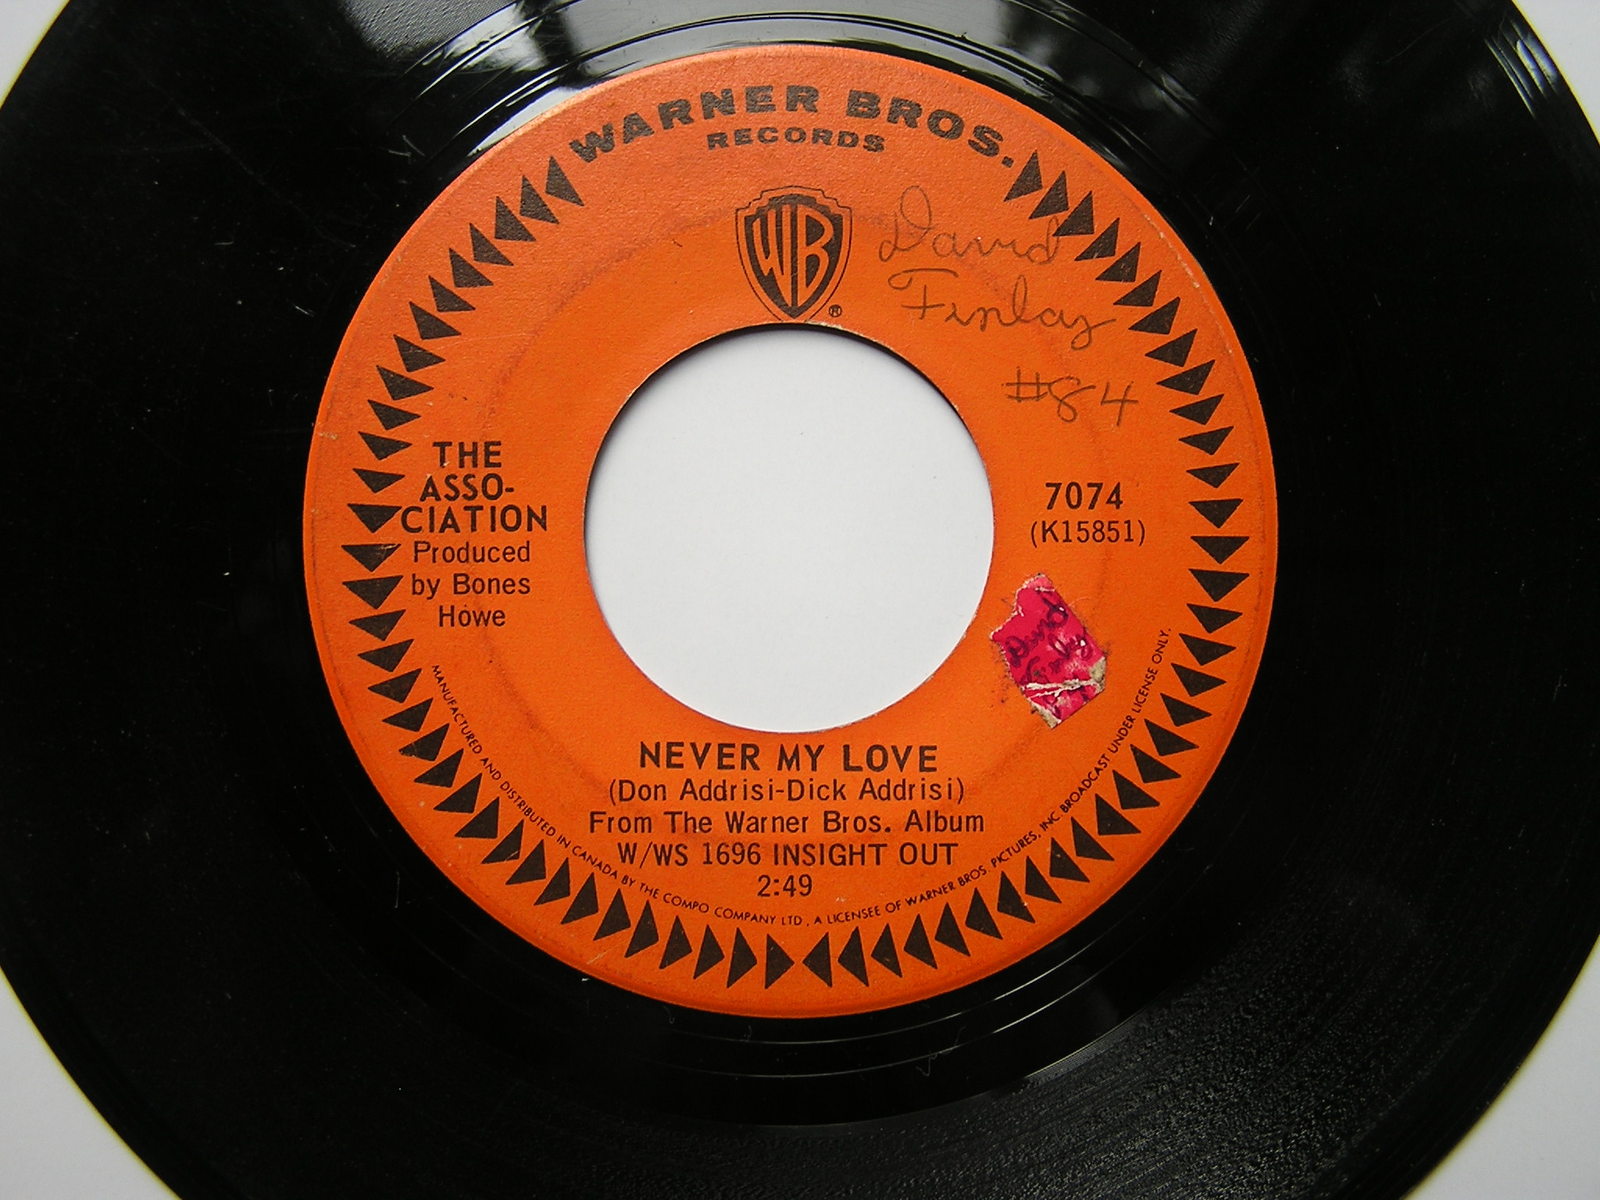 WARNER BROS.
RECORDS
WB
®
David
Finlay
#84
THE
ASSO-
CIATION
Produced
by Bones
Howe
7074
(K15851)
David
Finlay
NEVER MY LOVE
(Don Addrisi-Dick Addrisi)
From The Warner Bros. Album
W/WS 1696 INSIGHT OUT
2:49
MANUFACTURED AND DISTRIBUTED IN CANADA BY THE COMPO COMPANY LTD., A LICENSEE OF WARNER BROS. PICTURES, INC. BROADCAST UNDER LICENSE ONLY.